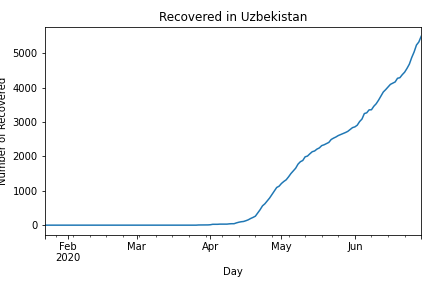 Recovered in Uzbekistan
Number of Recovered
5000
4000
3000
2000
1000
0
Feb
2020
Mar
Apr
May
Jun
Day